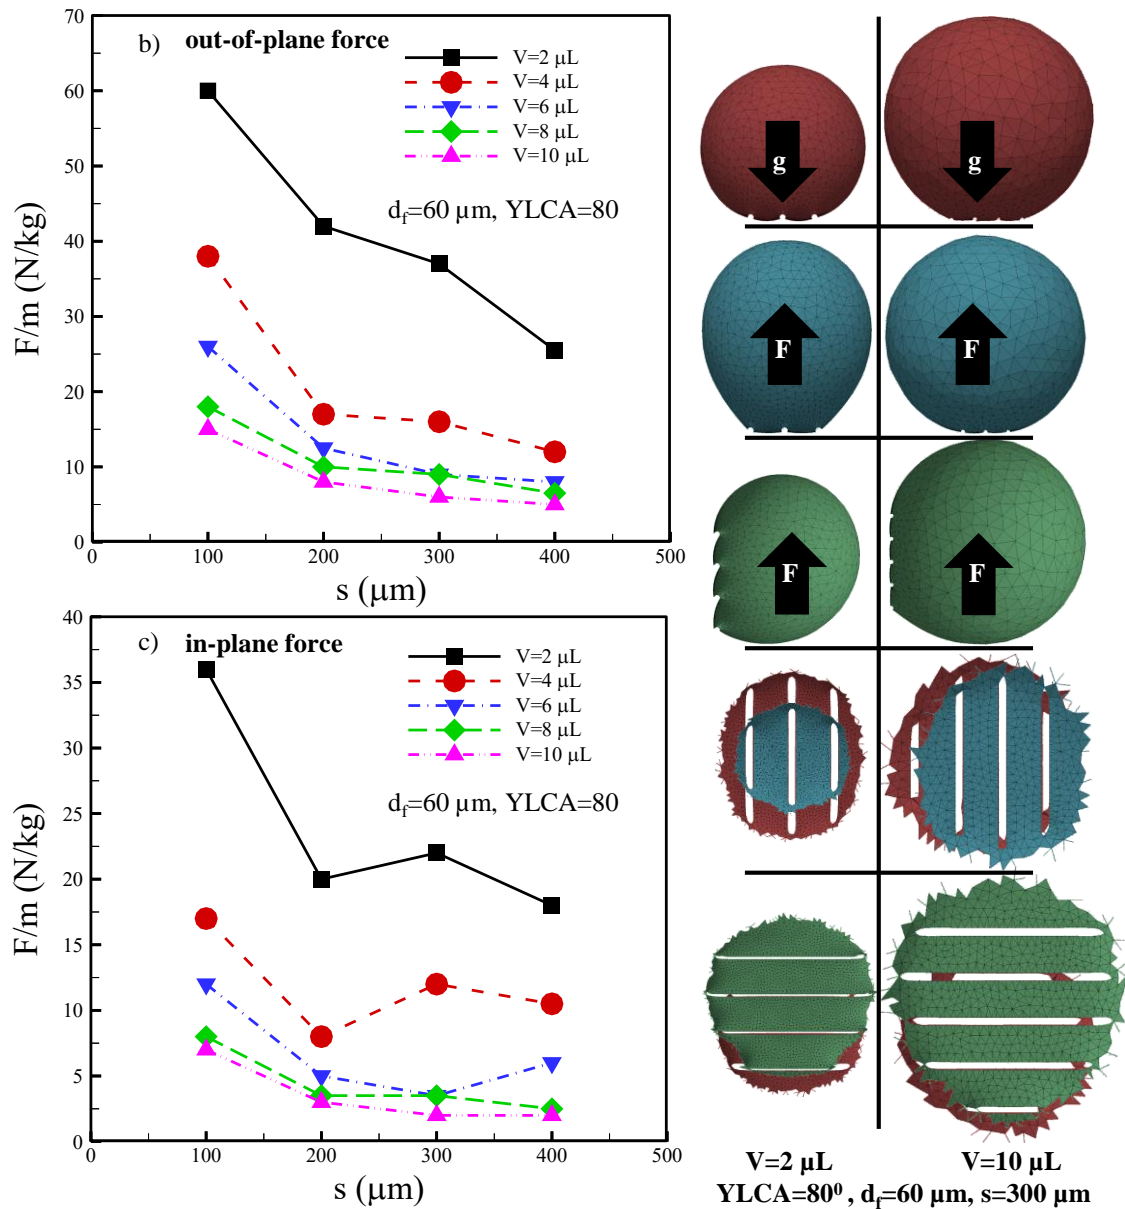 b) out-of-plane force
V=2 μL
V=4 μL
V=6 μL
V=8 μL
V=10 μL
d_f=60 μm, YLCA=80
F/m (N/kg)
70
60
50
40
30
20
10
0
0 100 200 300 400 500
s (μm)
c) in-plane force
V=2 μL
V=4 μL
V=6 μL
V=8 μL
V=10 μL
d_f=60 μm, YLCA=80
F/m (N/kg)
40
35
30
25
20
15
10
5
0
0 100 200 300 400 500
s (μm)
g g
F F
F F
V=2 μL V=10 μL
YLCA=80⁰ , d_f=60 μm, s=300 μm